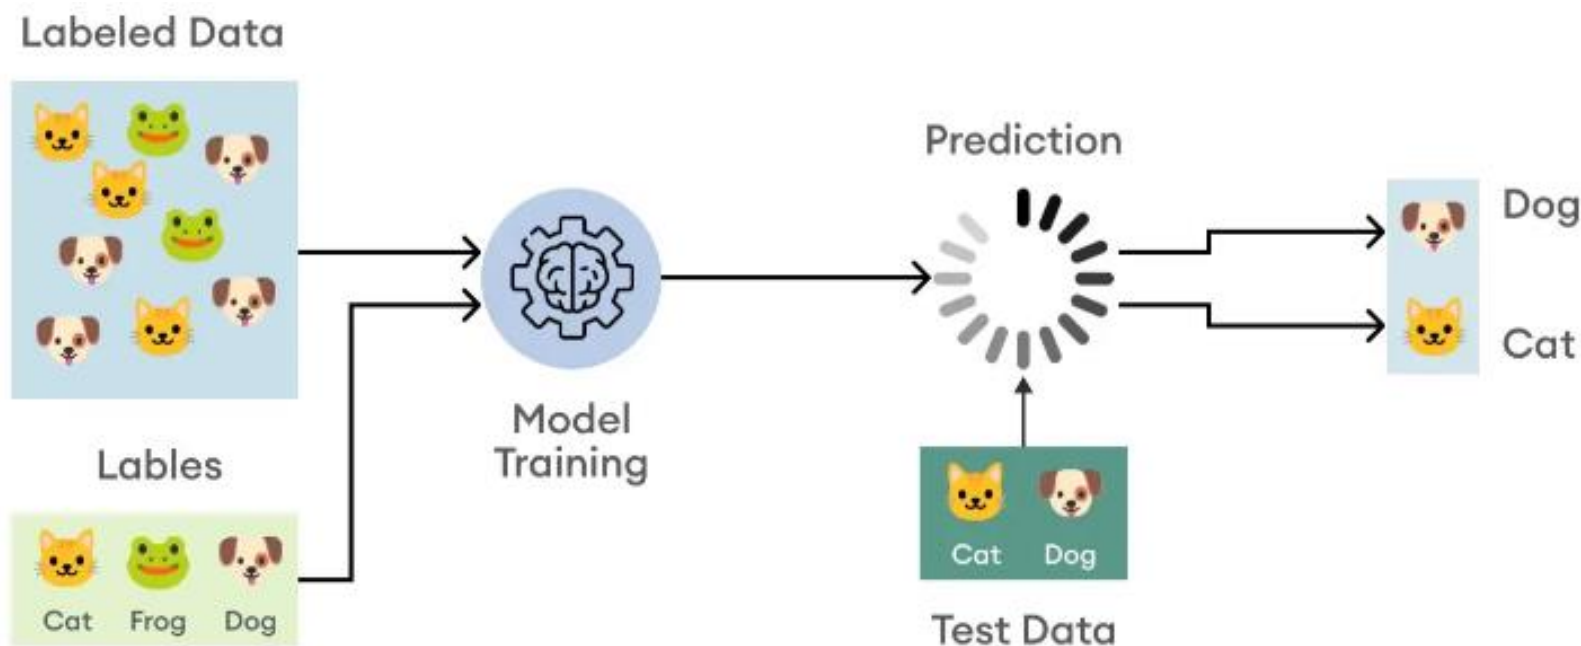 Labeled Data
Lables
Cat Frog Dog
Model
Training
Prediction
Cat Dog
Test Data
Dog
Cat